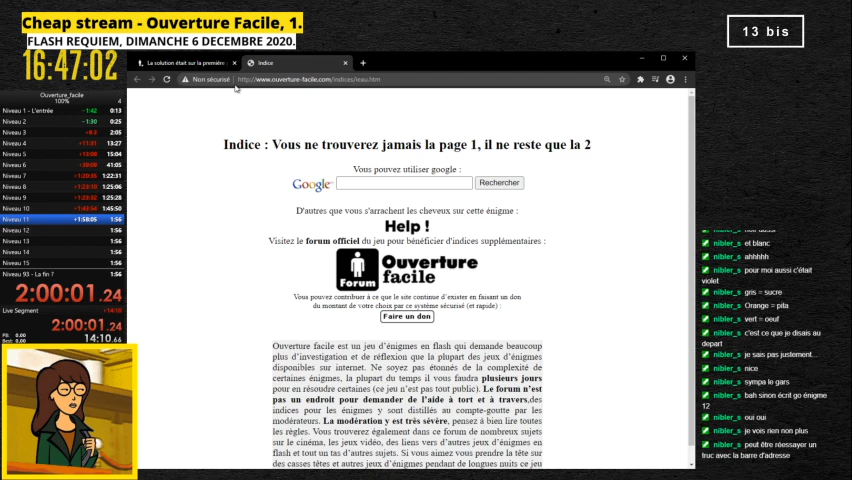 Cheap stream - Ouverture Facile, 1.
FLASH REQUIEM, DIMANCHE 6 DECEMBRE 2020.
16:47:02
13 bis
Ouverture_facile
100%
4
Niveau 1 - L'entrée -1:42 0:13
Niveau 2 -1:30 0:25
Niveau 3 2:05
Niveau 4 13:27
Niveau 5 15:04
Niveau 6 41:05
Niveau 7 1:22:31
Niveau 8 1:25:06
Niveau 9 1:25:28
Niveau 10 1:45:50
Niveau 11 +1:58:05 1:56
Niveau 12 1:56
Niveau 13 1:56
Niveau 14 1:56
Niveau 15 1:56
Niveau 93 - La fin ? 1:56
2:00:01.24
Live Segment
2:00:01.24
PB: 0.00
Best: 0.00
14:10.66
La solution était sur la première :
Indice
Non sécurisé
http://www.ouverture-facile.com/indices/ieau.htm
Indice : Vous ne trouverez jamais la page 1, il ne reste que la 2
Vous pouvez utiliser google :
Google
Rechercher
D'autres que vous s'arrachent les cheveux sur cette énigme :
Help !
Visitez le forum officiel du jeu pour bénéficier d'indices supplémentaires :
Forum
Ouverture
facile
Vous pouvez contribuer à ce que le site continue d'exister en faisant un don
du montant de votre choix par ce système sécurisé (et rapide) :
Faire un don
Ouverture facile est un jeu d'énigmes en flash qui demande beaucoup
plus d'investigation et de réflexion que la plupart des jeux d'énigmes
disponibles sur internet. Ne soyez pas étonnés de la complexité de
certaines énigmes, la plupart du temps il vous faudra plusieurs jours
pour en résoudre certaines (ce jeu n'est pas tout public). Le forum n'est
pas un endroit pour demander de l'aide à tort et à travers,des
indices pour les énigmes y sont distillés au compte-goutte par les
modérateurs. La modération y est très sévère, pensez à bien lire toutes
les règles. Vous trouverez également dans ce forum de nombreux sujets
sur le cinéma, les jeux vidéo, des liens vers d'autres jeux d'énigmes en
flash et tout un tas d'autres sujets. Si vous aimez vous prendre la tête sur
des casses têtes et autres jeux d'énigmes pendant de longues nuits ce jeu
nibler_s noir aussi
nibler_s et blanc
nibler_s ahhhhh
nibler_s pour moi aussi c'était
violet
nibler_s gris = sucre
nibler_s Orange = pita
nibler_s vert = oeuf
nibler_s c'est ce que je disais au
depart
nibler_s je sais pas justement...
nibler_s nice
nibler_s sympa le gars
nibler_s bah sinon écrit go énigme
12
nibler_s oui oui
nibler_s je vois rien non plus
nibler_s peut être réessayer un
truc avec la barre d'adresse